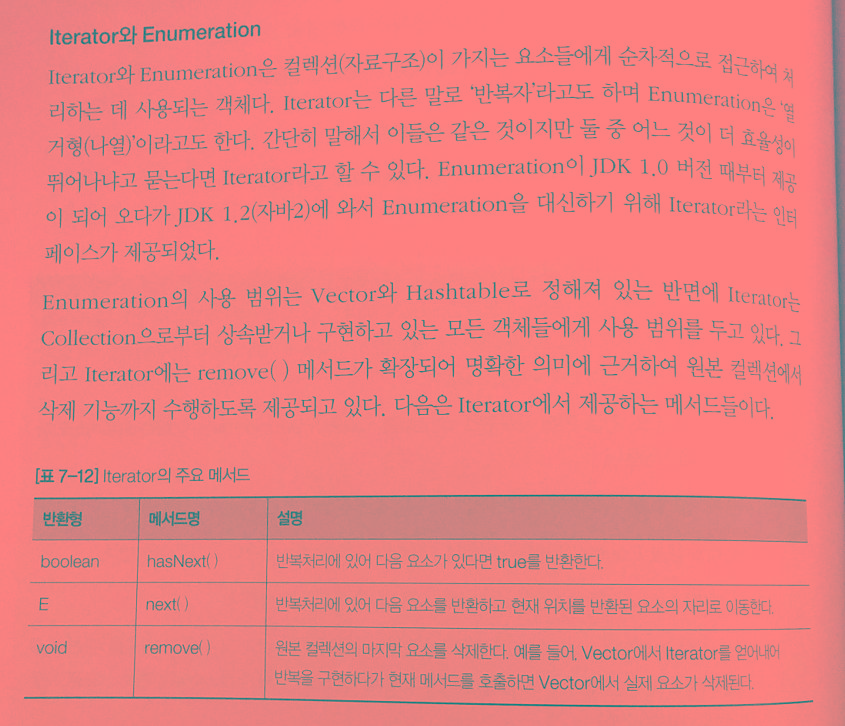 Iterator와 Enumeration
Iterator와 Enumeration은 컬렉션(자료구조)이 가지는 요소들에게 순차적으로 접근하여 처
리하는 데 사용되는 객체다. Iterator는 다른 말로 ‘반복자’라고도 하며 Enumeration은 ‘열
거형(나열)’이라고도 한다. 간단히 말해서 이들은 같은 것이지만 둘 중 어느 것이 더 효율성이
뛰어나냐고 묻는다면 Iterator라고 할 수 있다. Enumeration이 JDK 1.0 버전 때부터 제공
이 되어 오다가 JDK 1.2(자바2)에 와서 Enumeration을 대신하기 위해 Iterator라는 인터
페이스가 제공되었다.
Enumeration의 사용 범위는 Vector와 Hashtable로 정해져 있는 반면에 Iterator는
Collection으로부터 상속받거나 구현하고 있는 모든 객체들에게 사용 범위를 두고 있다. 그
리고 Iterator에는 remove( ) 메서드가 확장되어 명확한 의미에 근거하여 원본 컬렉션에서
삭제 기능까지 수행하도록 제공되고 있다. 다음은 Iterator에서 제공하는 메서드들이다.
[표 7-12] Iterator의 주요 메서드
반환형 메서드명 설명
boolean hasNext( ) 반복처리에 있어 다음 요소가 있다면 true를 반환한다.
E next( ) 반복처리에 있어 다음 요소를 반환하고 현재 위치를 반환된 요소의 자리로 이동한다.
void remove( ) 원본 컬렉션의 마지막 요소를 삭제한다. 예를 들어, Vector에서 Iterator를 얻어내어
반복을 구현하다가 현재 메서드를 호출하면 Vector에서 실제 요소가 삭제된다.